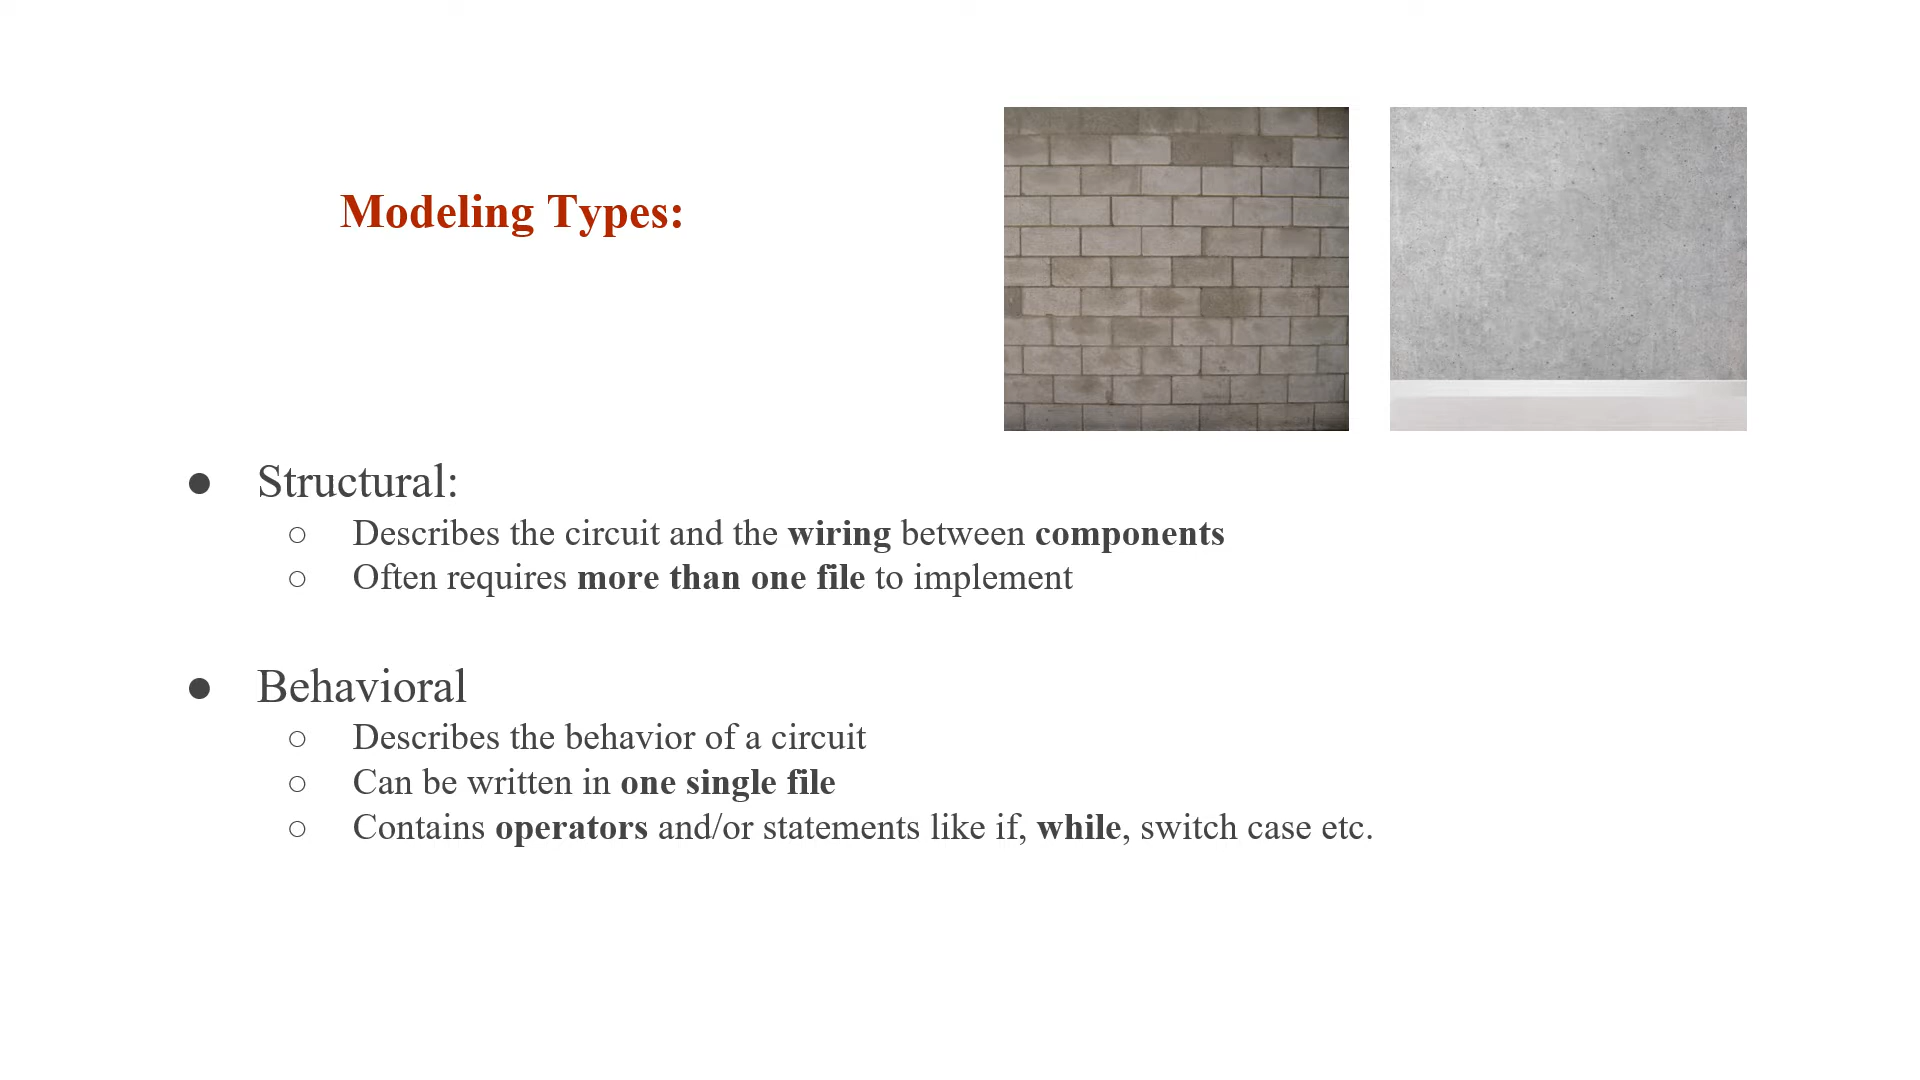 Modeling Types:
● Structural:
○ Describes the circuit and the wiring between components
○ Often requires more than one file to implement
● Behavioral
○ Describes the behavior of a circuit
○ Can be written in one single file
○ Contains operators and/or statements like if, while, switch case etc.